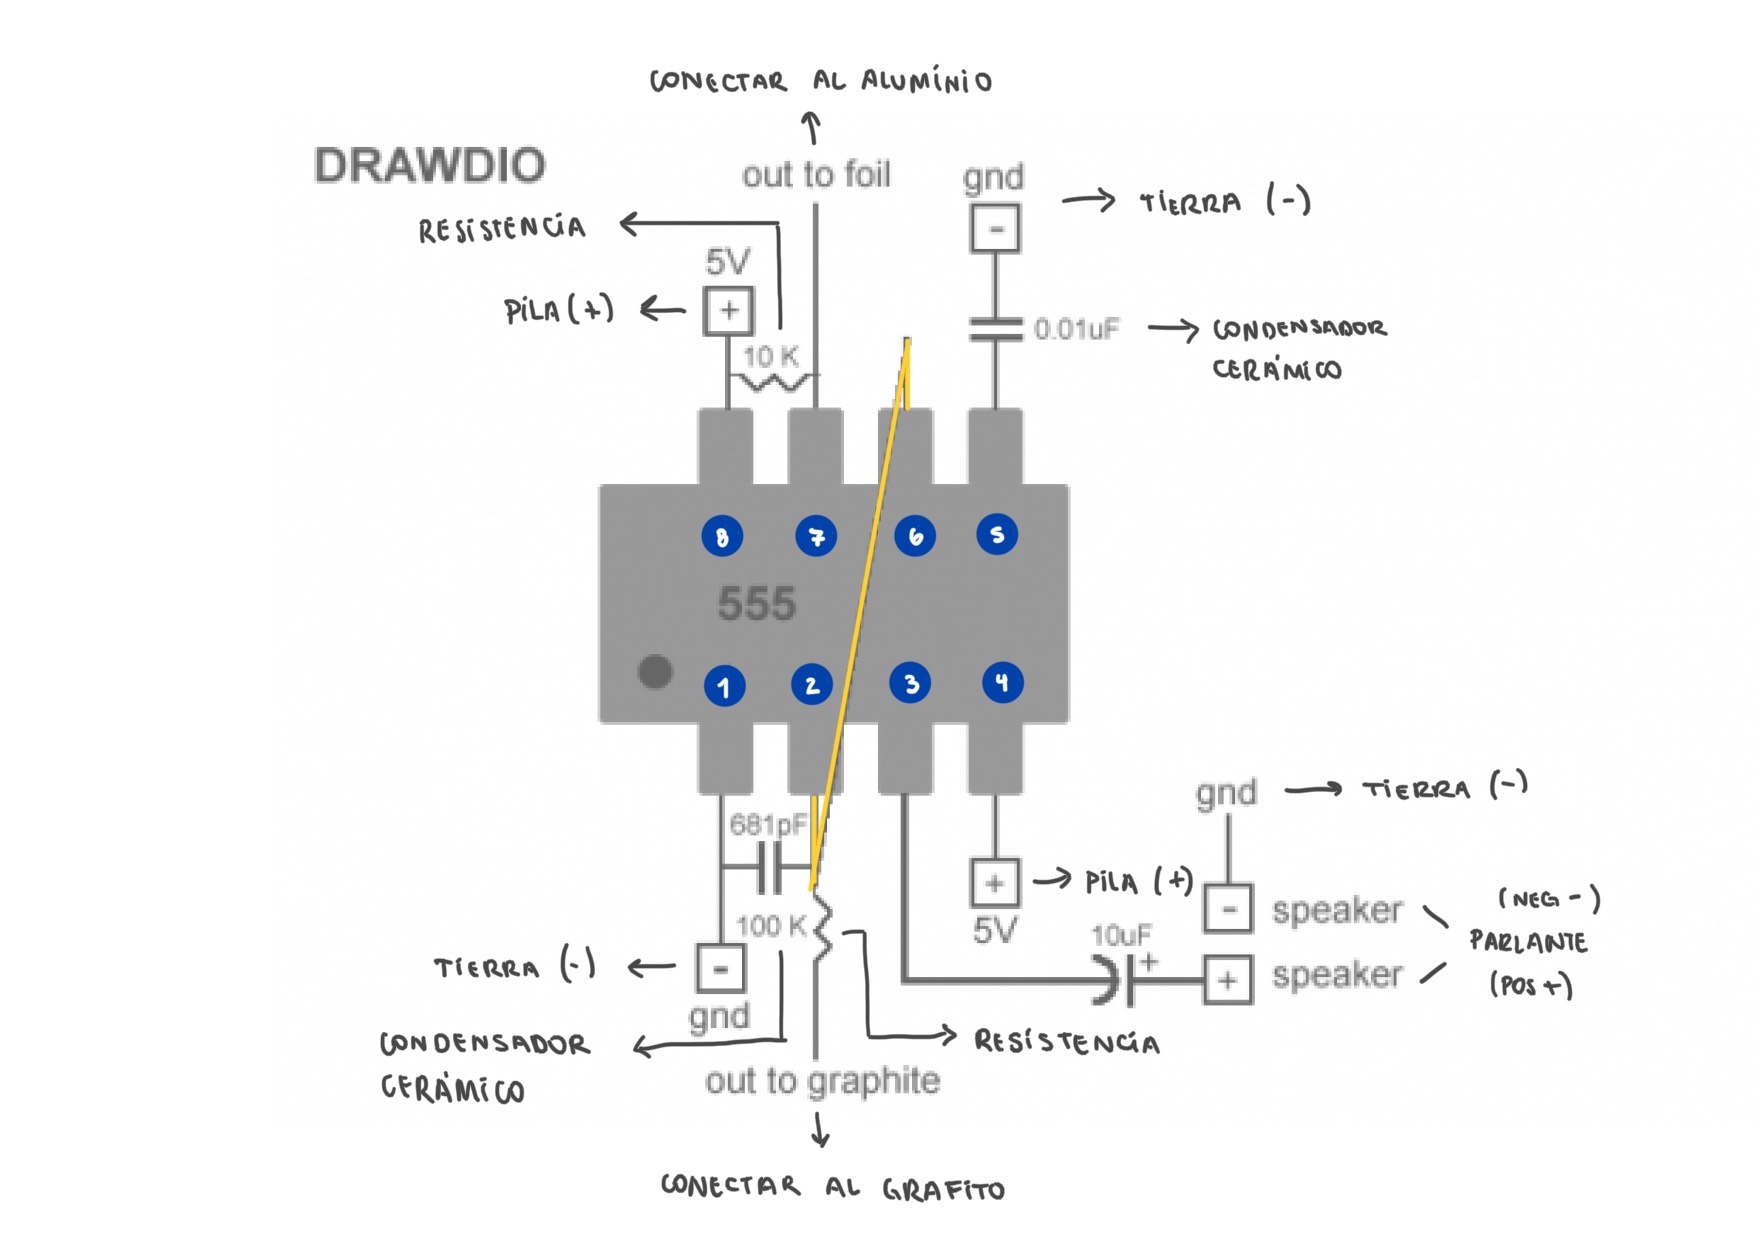 CONECTAR AL ALUMÍNIO
DRAWDIO
out to foil
gnd
-
TIERRA (-)
RESISTENCIA
5V
PILA (+)
+
10 K
0.01uF
CONDENSADOR
CERÁMICO
8
7
6
5
555
1
2
3
4
681pF
gnd
TIERRA (-)
+
PILA (+)
5V
100 K
10uF
+
-
speaker
(NEG -)
PARLANTE
+
speaker
(POS +)
TIERRA (-)
-
gnd
CONDENSADOR
CERÁMICO
RESISTENCIA
out to graphite
CONECTAR AL GRAFITO